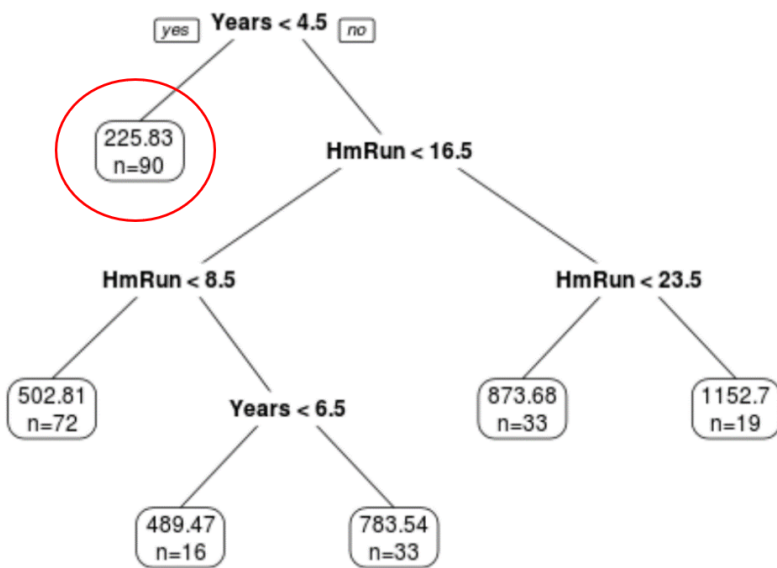 Years < 4.5
yes
no
225.83
n=90
HmRun < 16.5
HmRun < 8.5
HmRun < 23.5
502.81
n=72
Years < 6.5
873.68
n=33
1152.7
n=19
489.47
n=16
783.54
n=33